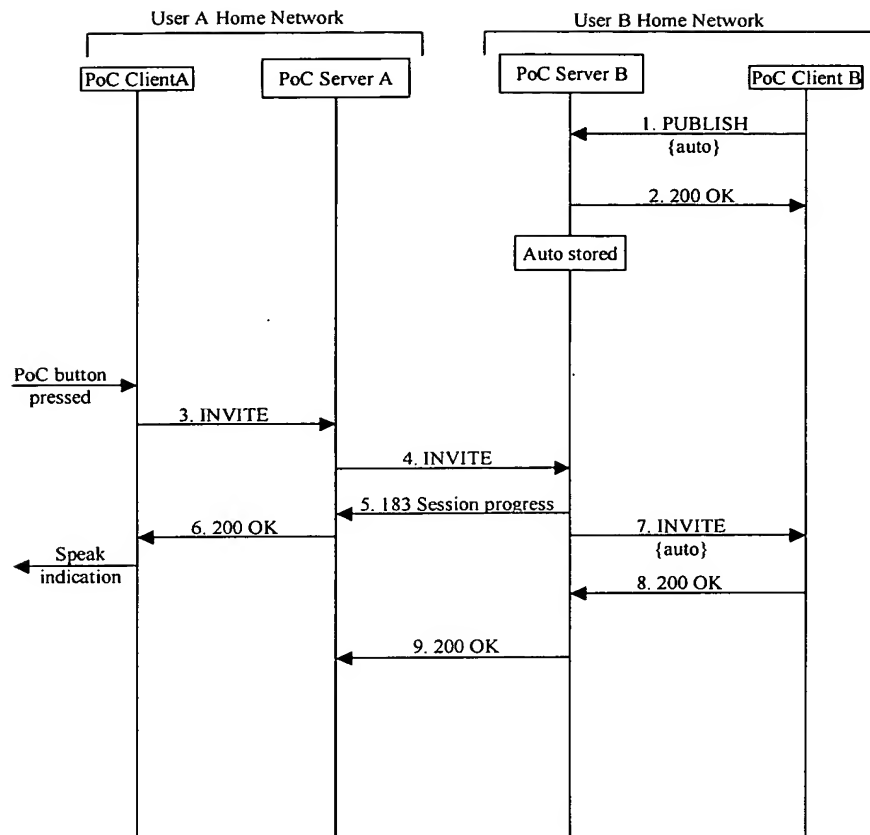 User A Home Network
User B Home Network
PoC ClientA
PoC Server A
PoC Server B
PoC Client B
1. PUBLISH
{auto}
2. 200 OK
Auto stored
PoC button
pressed
3. INVITE
4. INVITE
5. 183 Session progress
6. 200 OK
7. INVITE
{auto}
Speak
indication
8. 200 OK
9. 200 OK